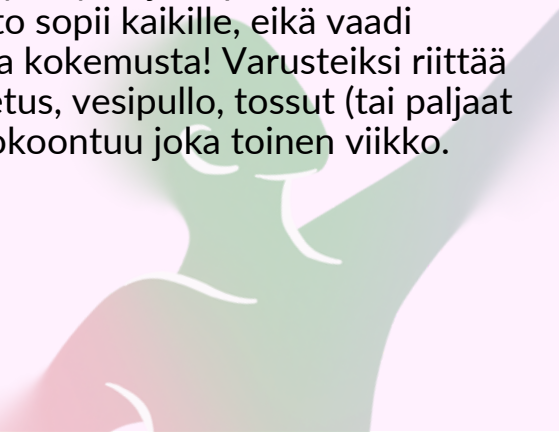 to sopii kaikille, eikä vaadi
a kokemusta! Varusteiksi riittää
etus, vesipullo, tossut (tai paljaat
okoontuu joka toinen viikko.